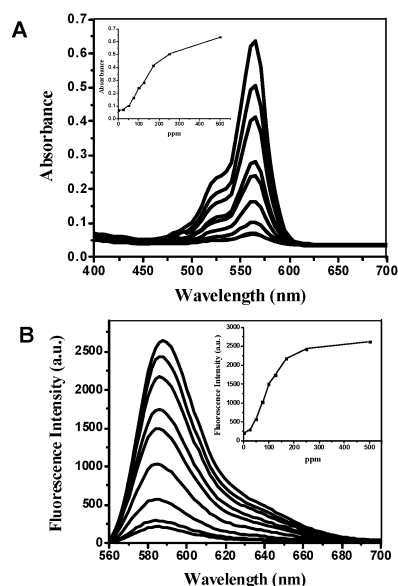 A
0.7
0.6
0.5
0.4
0.3
0.2
0.1
0.0
Absorbance
400 450 500 550 600 650 700
Wavelength (nm)
0.7
0.6
0.5
0.4
0.3
0.2
0.1
0.0
Absorbance
0 100 200 300 400 500
ppm
B
2500
2000
1500
1000
500
0
Fluorescence Intensity (a.u.)
560 580 600 620 640 660 680 700
Wavelength (nm)
3000
2500
2000
1500
1000
500
0
Fluorescence Intensity (a.u.)
0 100 200 300 400 500
ppm